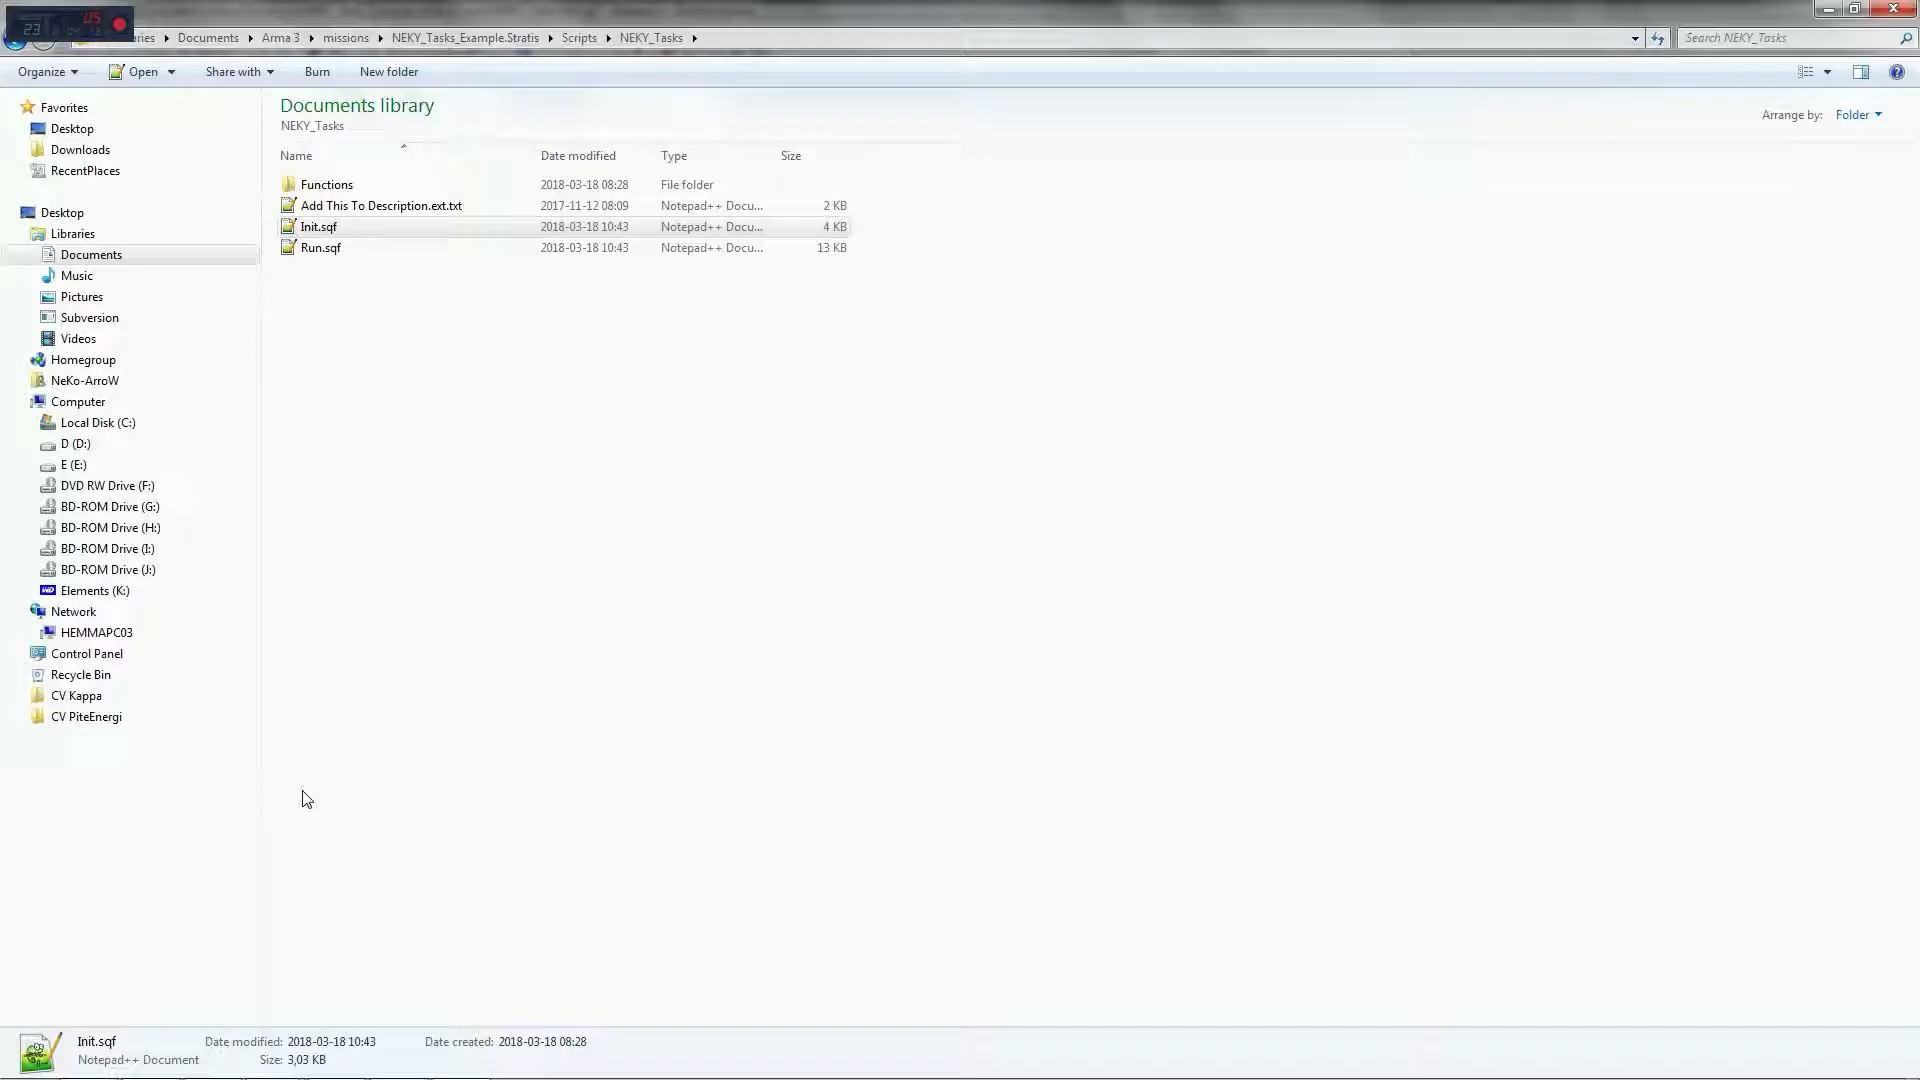 23 05
ries Documents Arma 3 missions NEKY_Tasks_Example.Stratis Scripts NEKY_Tasks Search NEKY_Tasks
Organize Open Share with Burn New folder
Favorites
Desktop
Downloads
RecentPlaces
Desktop
Libraries
Documents
Music
Pictures
Subversion
Videos
Homegroup
NeKo-ArroW
Computer
Local Disk (C:)
D (D:)
E (E:)
DVD RW Drive (F:)
BD-ROM Drive (G:)
BD-ROM Drive (H:)
BD-ROM Drive (I:)
BD-ROM Drive (J:)
WD Elements (K:)
Network
HEMMAPC03
Control Panel
Recycle Bin
CV Kappa
CV PiteEnergi
Documents library
NEKY_Tasks
Arrange by: Folder
Name Date modified Type Size
Functions 2018-03-18 08:28 File folder
Add This To Description.ext.txt 2017-11-12 08:09 Notepad++ Docu... 2 KB
Init.sqf 2018-03-18 10:43 Notepad++ Docu... 4 KB
Run.sqf 2018-03-18 10:43 Notepad++ Docu... 13 KB
Init.sqf Date modified: 2018-03-18 10:43 Date created: 2018-03-18 08:28
Notepad++ Document Size: 3,03 KB